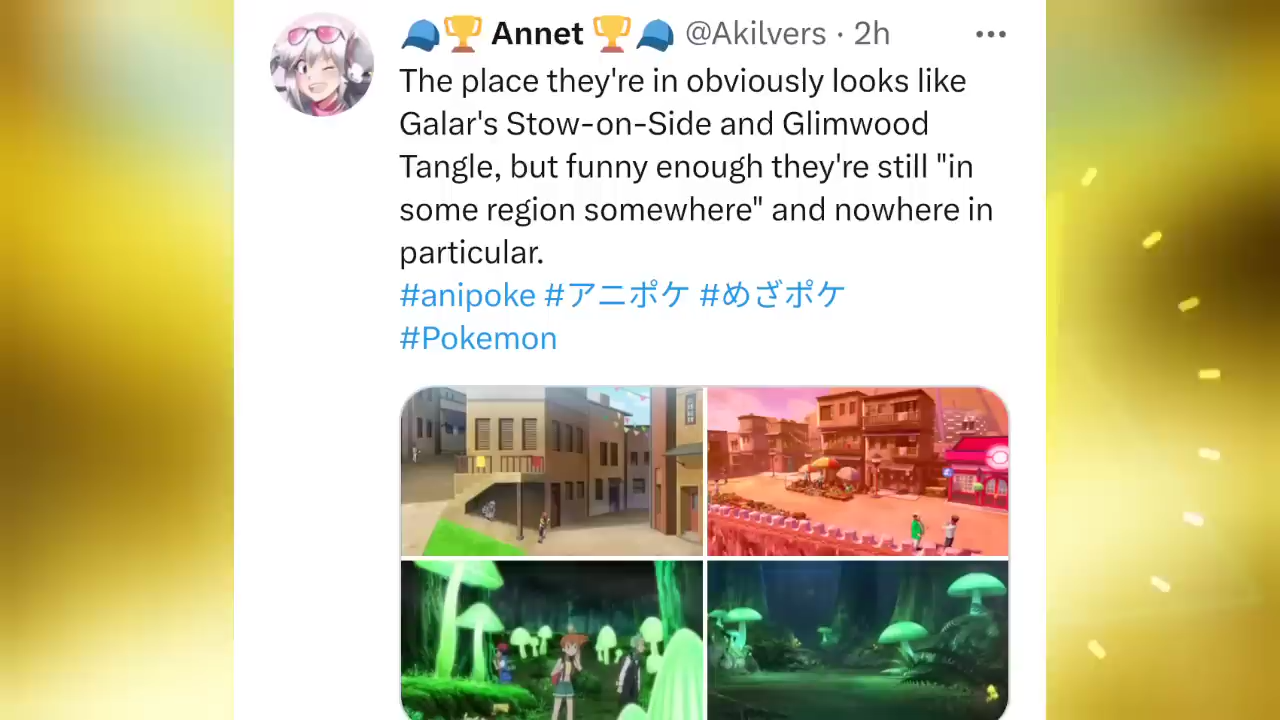 🧢🏆 Annet 🏆🧢 @Akilvers · 2h
The place they're in obviously looks like
Galar's Stow-on-Side and Glimwood
Tangle, but funny enough they're still "in
some region somewhere" and nowhere in
particular.
#anipoke #アニポケ #めざポケ
#Pokemon